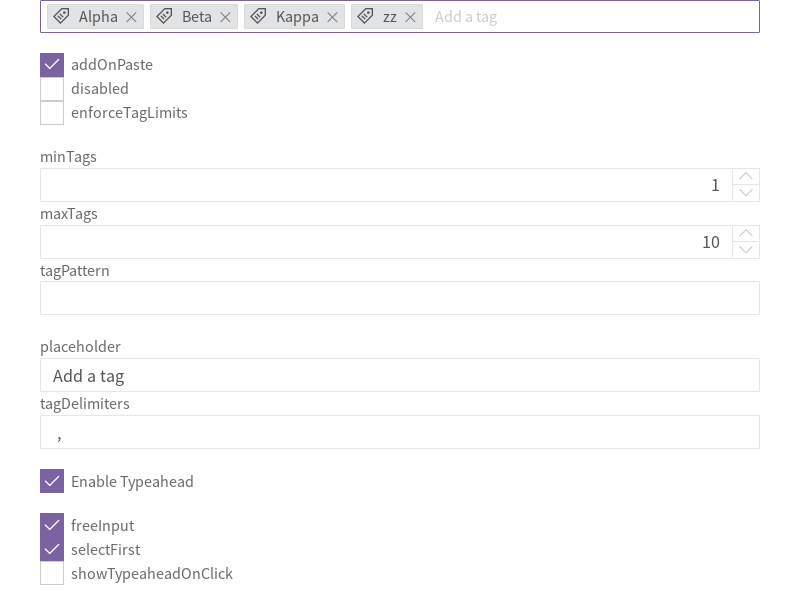 Alpha Beta Kappa zz Add a tag
addOnPaste
disabled
enforceTagLimits
minTags
1
maxTags
10
tagPattern
placeholder
Add a tag
tagDelimiters
,
Enable Typeahead
freeInput
selectFirst
showTypeaheadOnClick